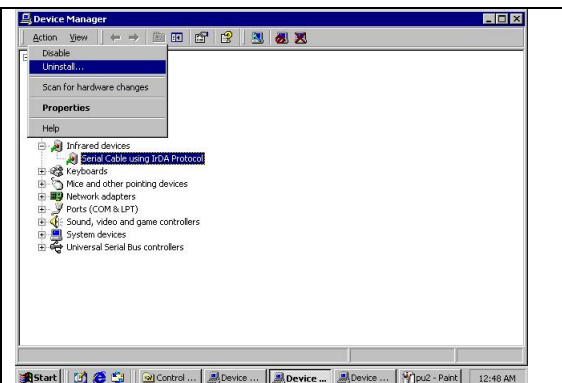 Device Manager
Action View
Disable
Uninstall...
Scan for hardware changes
Properties
Help
Infrared devices
Serial Cable using IrDA Protocol
Keyboards
Mice and other pointing devices
Network adapters
Ports (COM & LPT)
Sound, video and game controllers
System devices
Universal Serial Bus controllers
Start Control ... Device ... Device ... Device ... pu2 - Paint 12:48 AM